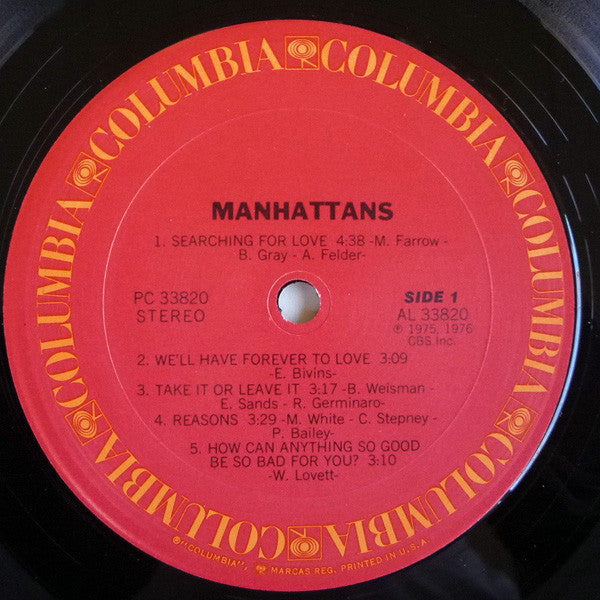 COLUMBIA COLUMBIA COLUMBIA COLUMBIA COLUMBIA COLUMBIA
MANHATTANS
1. SEARCHING FOR LOVE 4:38 -M. Farrow -
B. Gray - A. Felder-
PC 33820
STEREO
SIDE 1
AL 33820
℗ 1975, 1976
CBS Inc.
2. WE'LL HAVE FOREVER TO LOVE 3:09
-E. Bivins-
3. TAKE IT OR LEAVE IT 3:17 -B. Weisman -
E. Sands - R. Germinaro-
4. REASONS 3:29 -M. White - C. Stepney -
P. Bailey-
5. HOW CAN ANYTHING SO GOOD
BE SO BAD FOR YOU? 3:10
-W. Lovett-
®"COLUMBIA", MARCAS REG. PRINTED IN U.S.A.